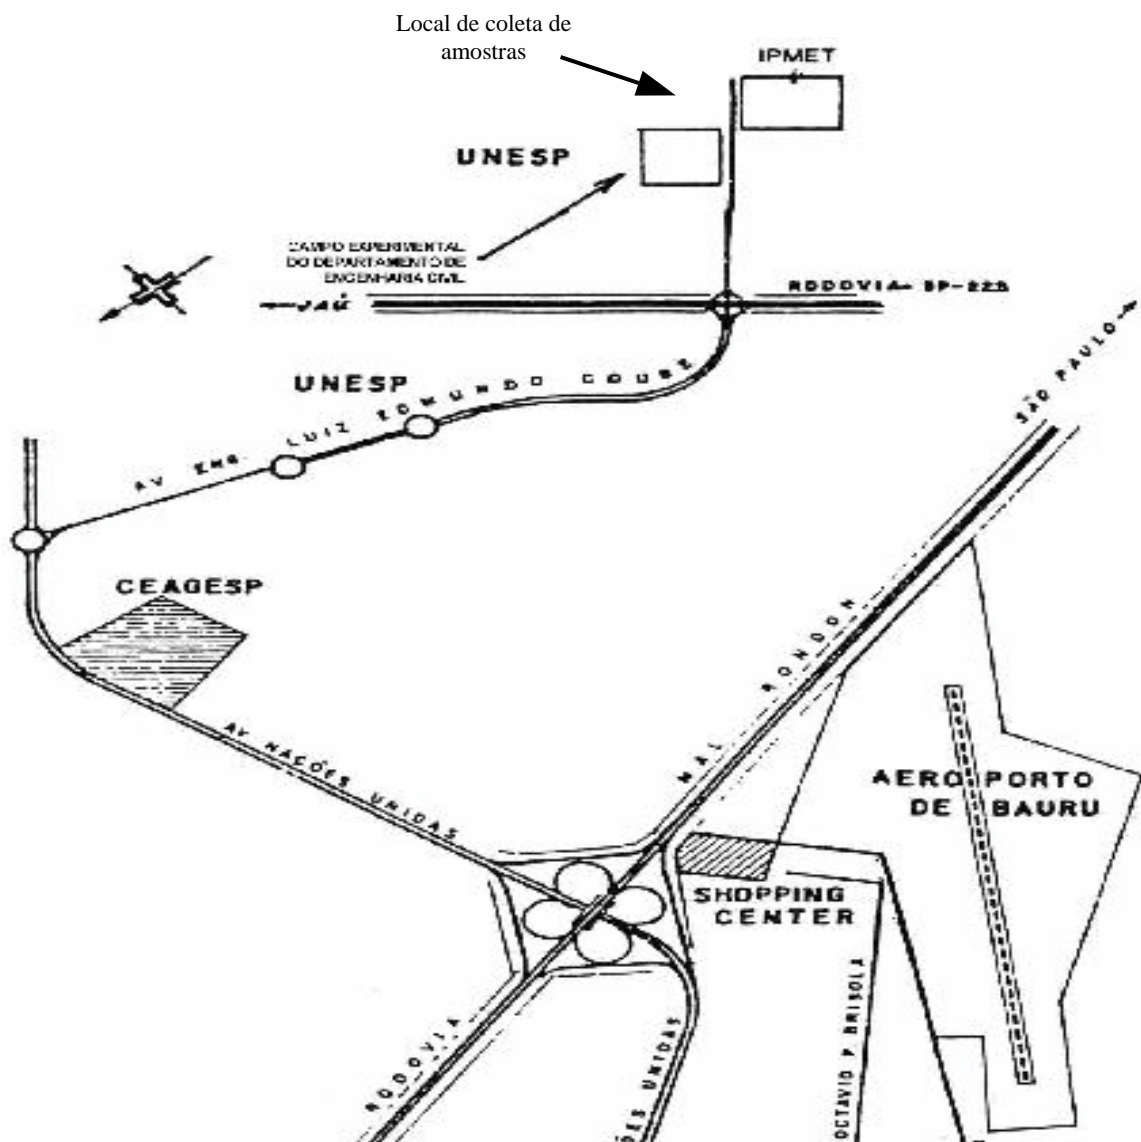 Local de coleta de
amostras
IPMET
UNESP
CAMPO EXPERIMENTAL
DO DEPARTAMENTO DE
ENGENHARIA CIVIL
JAÚ
RODOVIA SP-225
UNESP
AV ENG. LUIZ EDMUNDO COUBE
SÃO PAULO
CEAGESP
AV NAÇÕES UNIDAS
RODOVIA MAL RONDON
AEROPORTO
DE BAURU
SHOPPING
CENTER
OCTAVIO P BRISOLA
ÕES UNIDAS